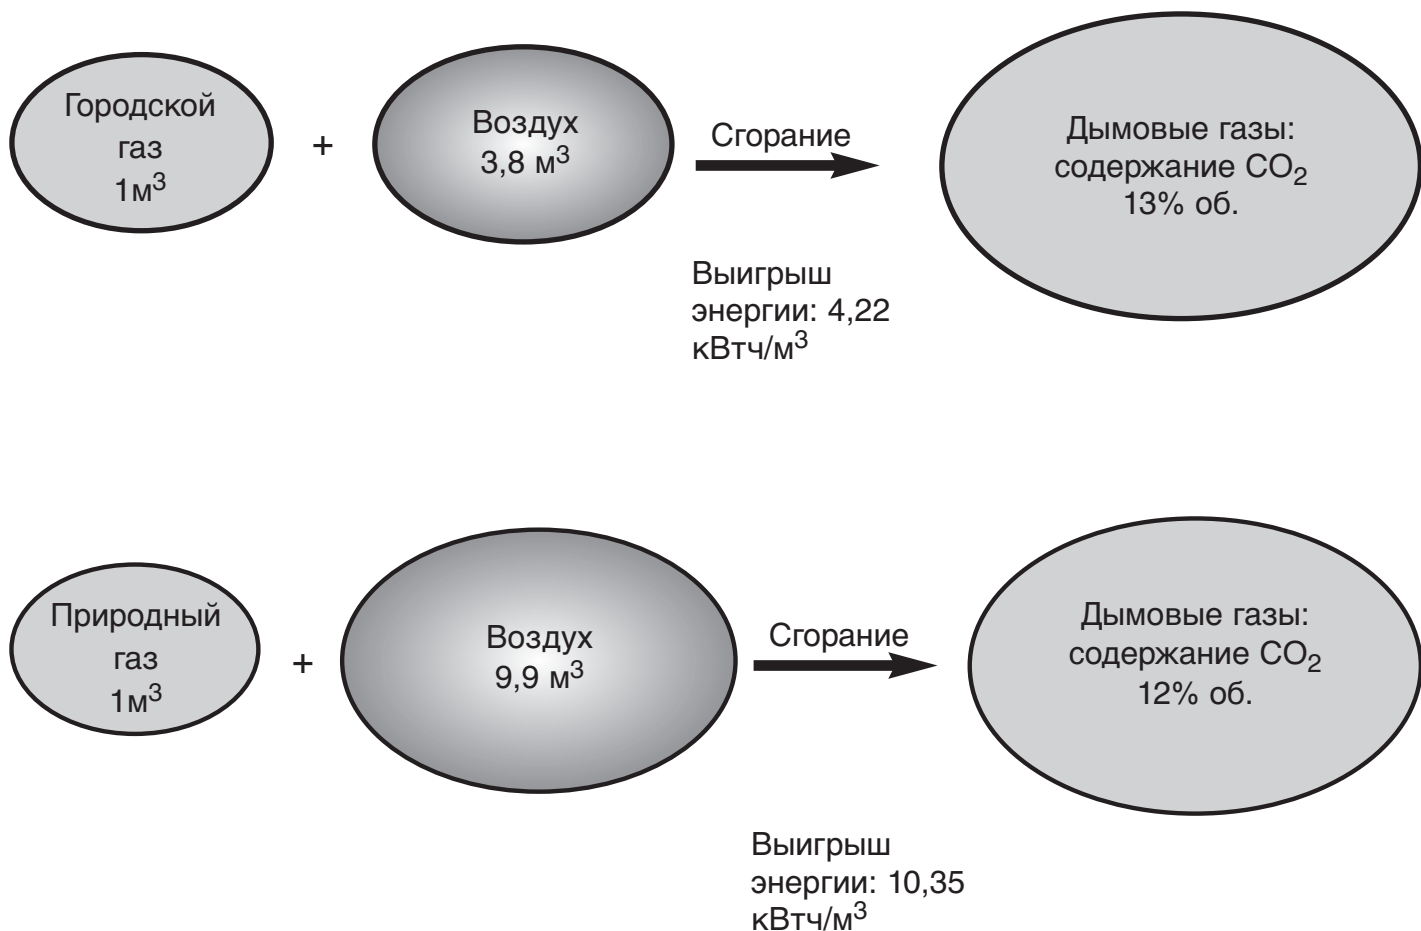 Городской
газ
1м³
+
Воздух
3,8 м³
Сгорание
Выигрыш
энергии: 4,22
кВтч/м³
Дымовые газы:
содержание CO₂
13% об.
Природный
газ
1м³
+
Воздух
9,9 м³
Сгорание
Выигрыш
энергии: 10,35
кВтч/м³
Дымовые газы:
содержание CO₂
12% об.